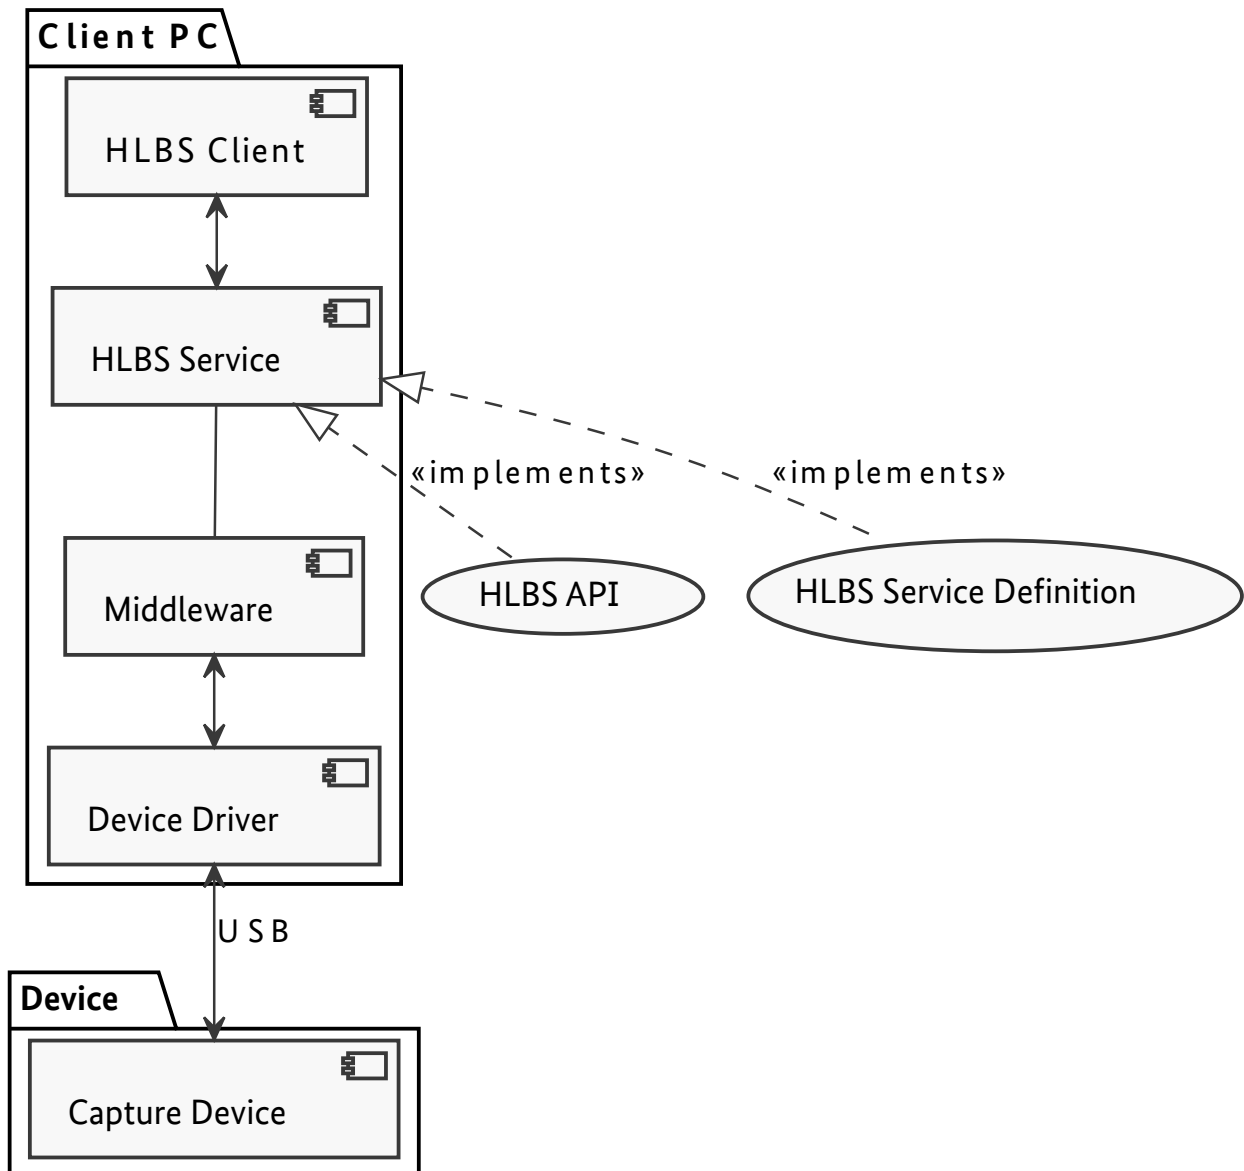 Client PC
HLBS Client
HLBS Service
«implements»
«implements»
Middleware
HLBS API
HLBS Service Definition
Device Driver
USB
Device
Capture Device